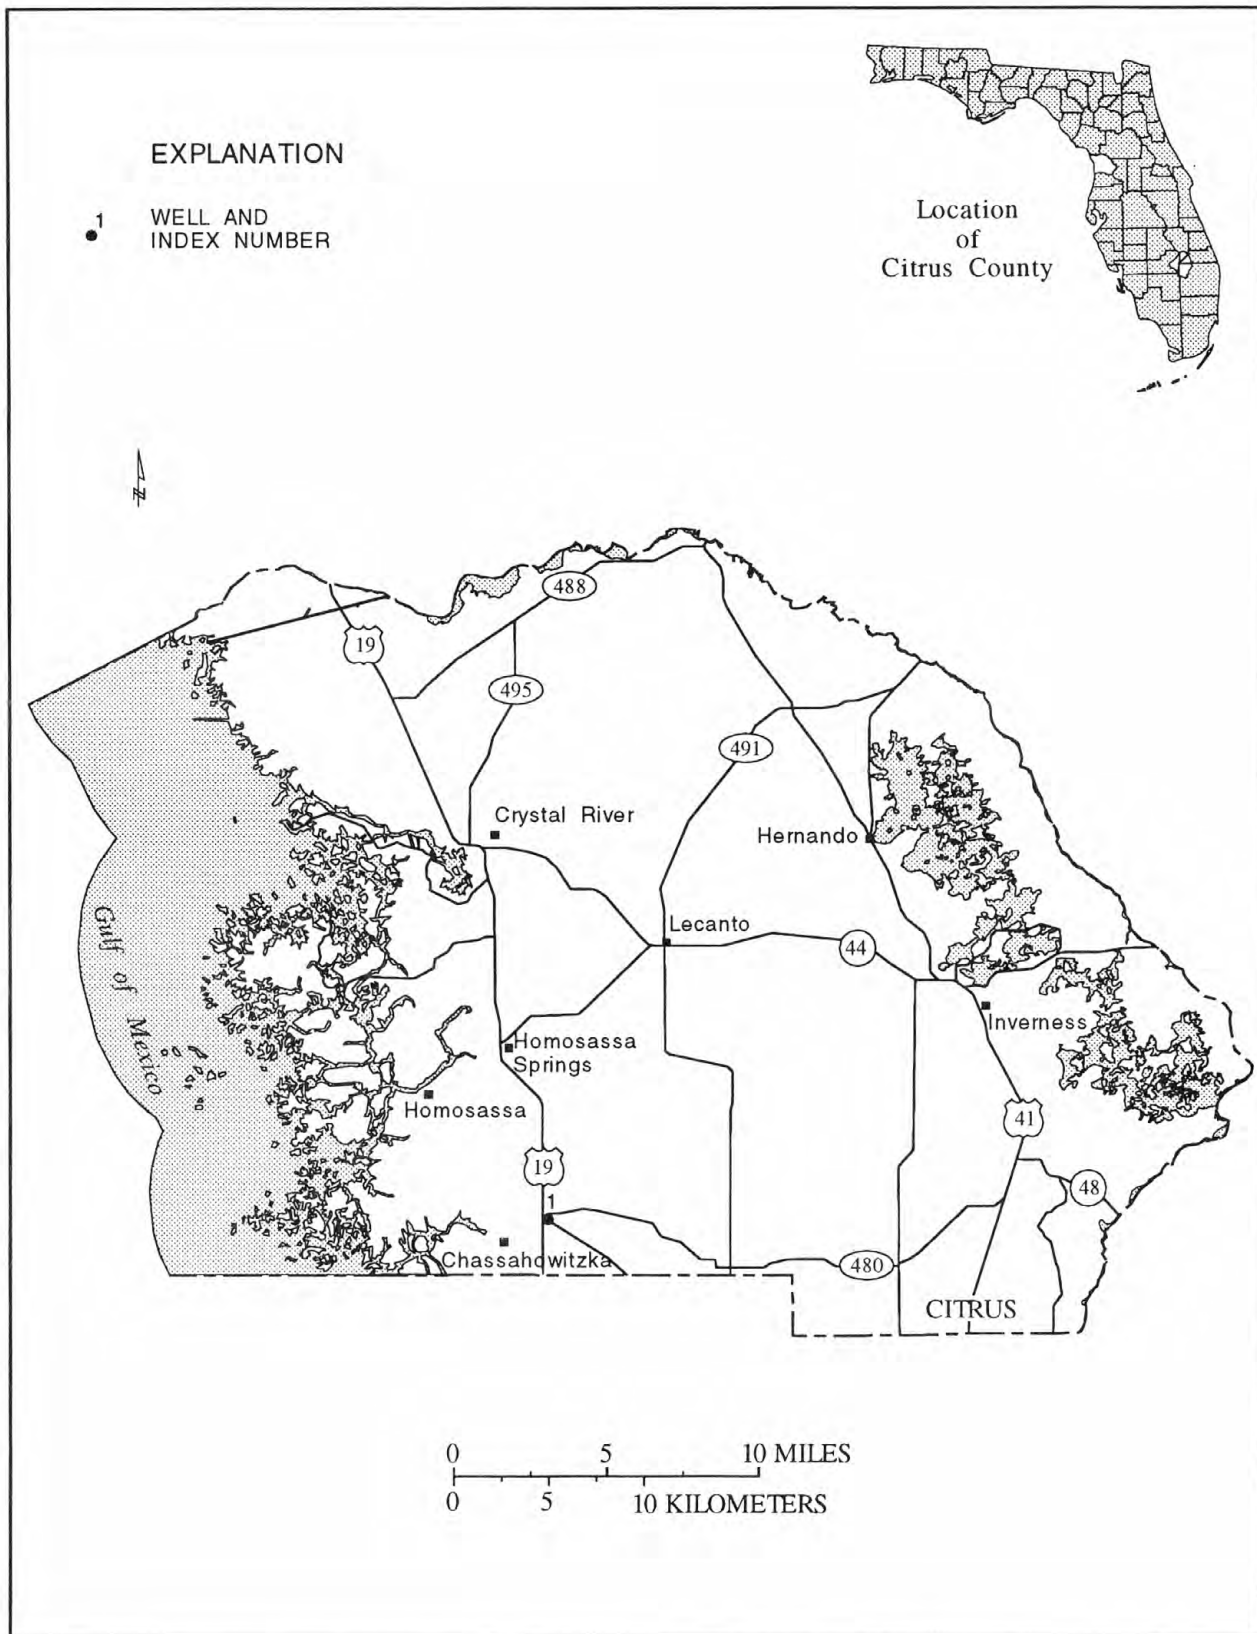 EXPLANATION
1
WELL AND
INDEX NUMBER
Location
of
Citrus County
N
488
19
495
491
Crystal River
Hernando
Lecanto
44
Gulf of Mexico
Inverness
Homosassa
Springs
Homosassa
41
19
48
1
Chassahowitzka
480
CITRUS
0 5 10 MILES
0 5 10 KILOMETERS